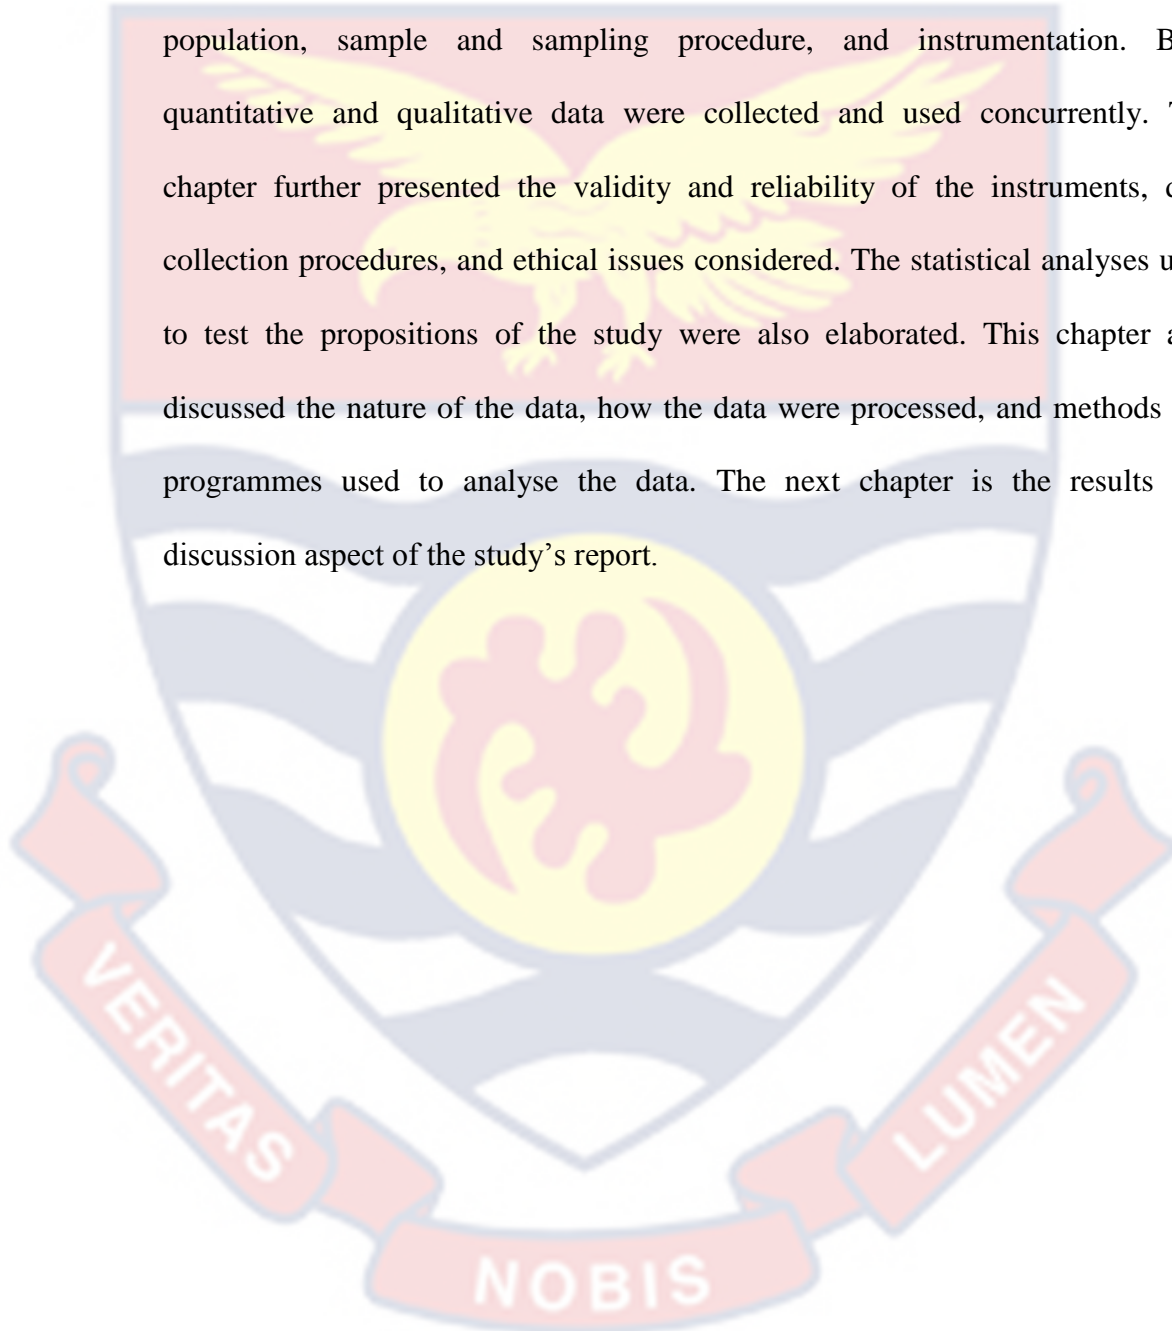 population, sample and sampling procedure, and instrumentation. B
quantitative and qualitative data were collected and used concurrently. T
chapter further presented the validity and reliability of the instruments,
collection procedures, and ethical issues considered. The statistical analyses u
to test the propositions of the study were also elaborated. This chapter a
discussed the nature of the data, how the data were processed, and methods
programmes used to analyse the data. The next chapter is the results
discussion aspect of the study’s report.
VERITAS
NOBIS
LUMEN